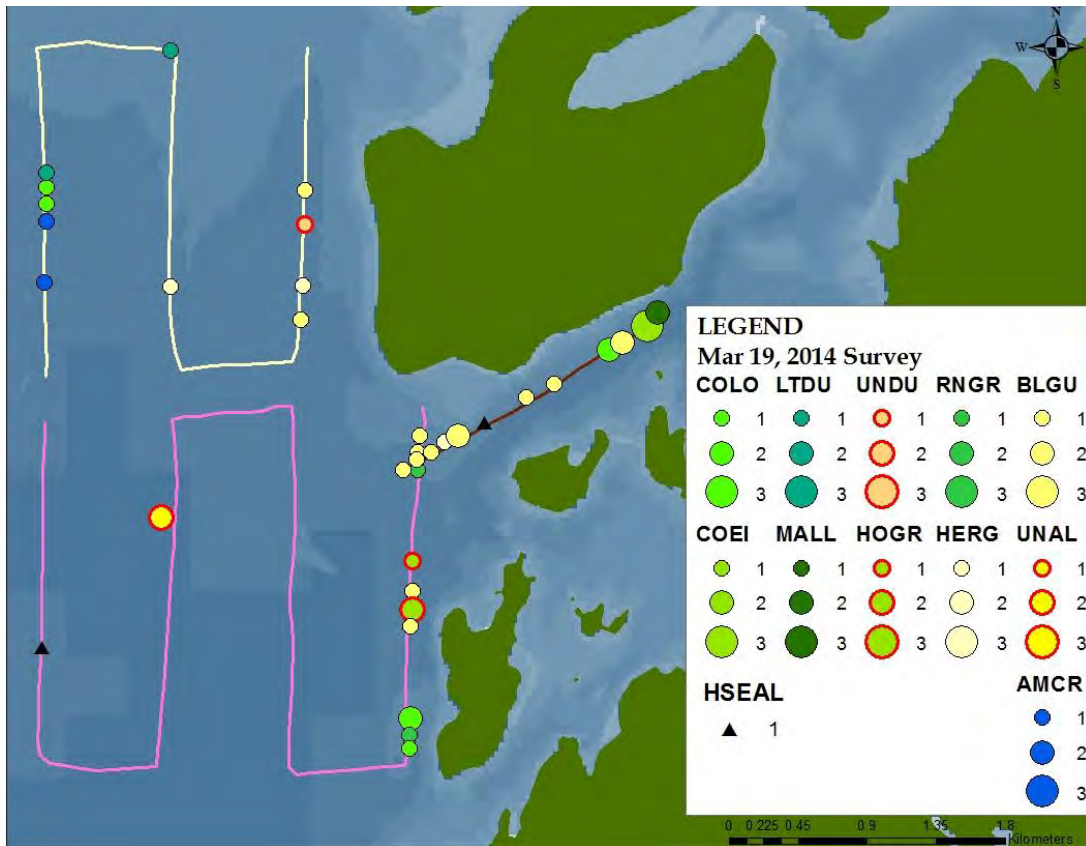 N
W
S
LEGEND
Mar 19, 2014 Survey
COLO LTDU UNDU RNGR BLGU
1 1 1 1 1
2 2 2 2 2
3 3 3 3 3
COEI MALL HOGR HERG UNAL
1 1 1 1 1
2 2 2 2 2
3 3 3 3 3
HSEAL AMCR
1 1
2
3
0 0.225 0.45 0.9 1.35 1.8
Kilometers